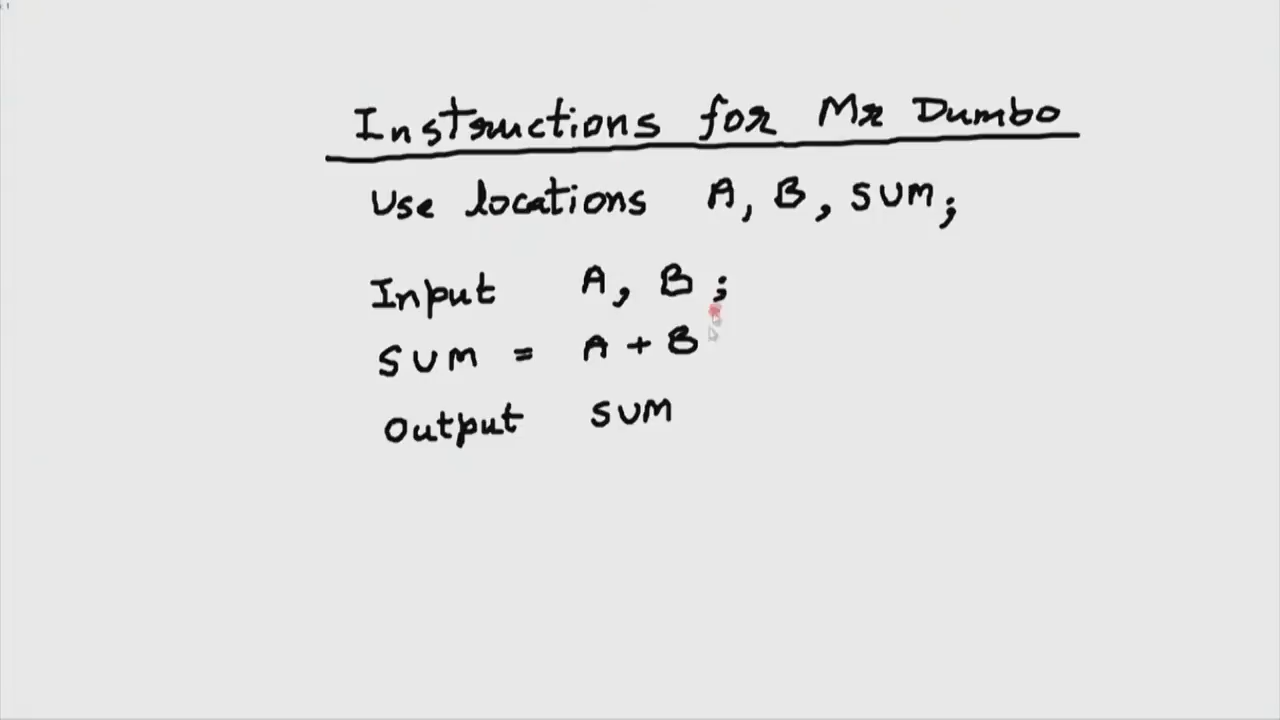 Instructions for Mr Dumbo
Use locations A, B, SUM;
Input A, B;
SUM = A + B
Output SUM